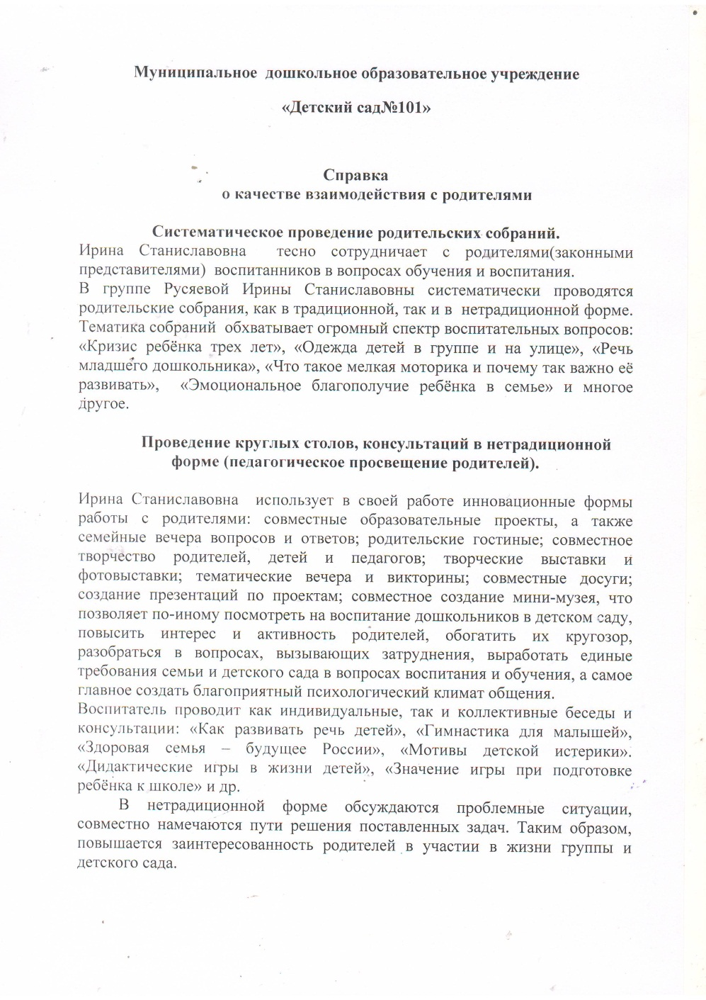 Муниципальное дошкольное образовательное учреждение
«Детский сад№101»
Справка
о качестве взаимодействия с родителями
Систематическое проведение родительских собраний.
Ирина Станиславовна тесно сотрудничает с родителями(законными
представителями) воспитанников в вопросах обучения и воспитания.
В группе Русяевой Ирины Станиславовны систематически проводятся
родительские собрания, как в традиционной, так и в нетрадиционной форме.
Тематика собраний обхватывает огромный спектр воспитательных вопросов:
«Кризис ребёнка трех лет», «Одежда детей в группе и на улице», «Речь
младшего дошкольника», «Что такое мелкая моторика и почему так важно её
развивать», «Эмоциональное благополучие ребёнка в семье» и многое
другое.
Проведение круглых столов, консультаций в нетрадиционной
форме (педагогическое просвещение родителей).
Ирина Станиславовна использует в своей работе инновационные формы
работы с родителями: совместные образовательные проекты, а также
семейные вечера вопросов и ответов; родительские гостиные; совместное
творчество родителей, детей и педагогов; творческие выставки и
фотовыставки; тематические вечера и викторины; совместные досуги;
создание презентаций по проектам; совместное создание мини-музея, что
позволяет по-иному посмотреть на воспитание дошкольников в детском саду,
повысить интерес и активность родителей, обогатить их кругозор,
разобраться в вопросах, вызывающих затруднения, выработать единые
требования семьи и детского сада в вопросах воспитания и обучения, а самое
главное создать благоприятный психологический климат общения.
Воспитатель проводит как индивидуальные, так и коллективные беседы и
консультации: «Как развивать речь детей», «Гимнастика для малышей»,
«Здоровая семья – будущее России», «Мотивы детской истерики».
«Дидактические игры в жизни детей», «Значение игры при подготовке
ребёнка к школе» и др.
В нетрадиционной форме обсуждаются проблемные ситуации,
совместно намечаются пути решения поставленных задач. Таким образом,
повышается заинтересованность родителей в участии в жизни группы и
детского сада.